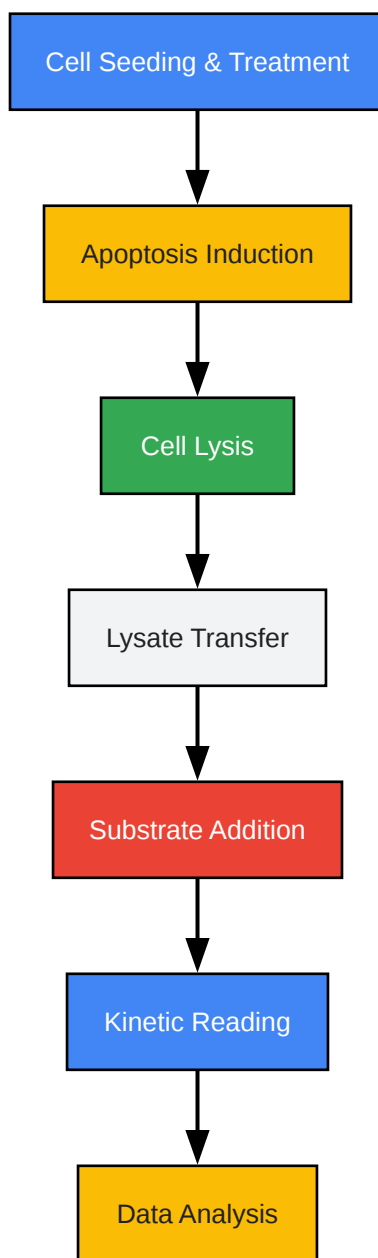 Cell Seeding & Treatment
Apoptosis Induction
Cell Lysis
Lysate Transfer
Substrate Addition
Kinetic Reading
Data Analysis